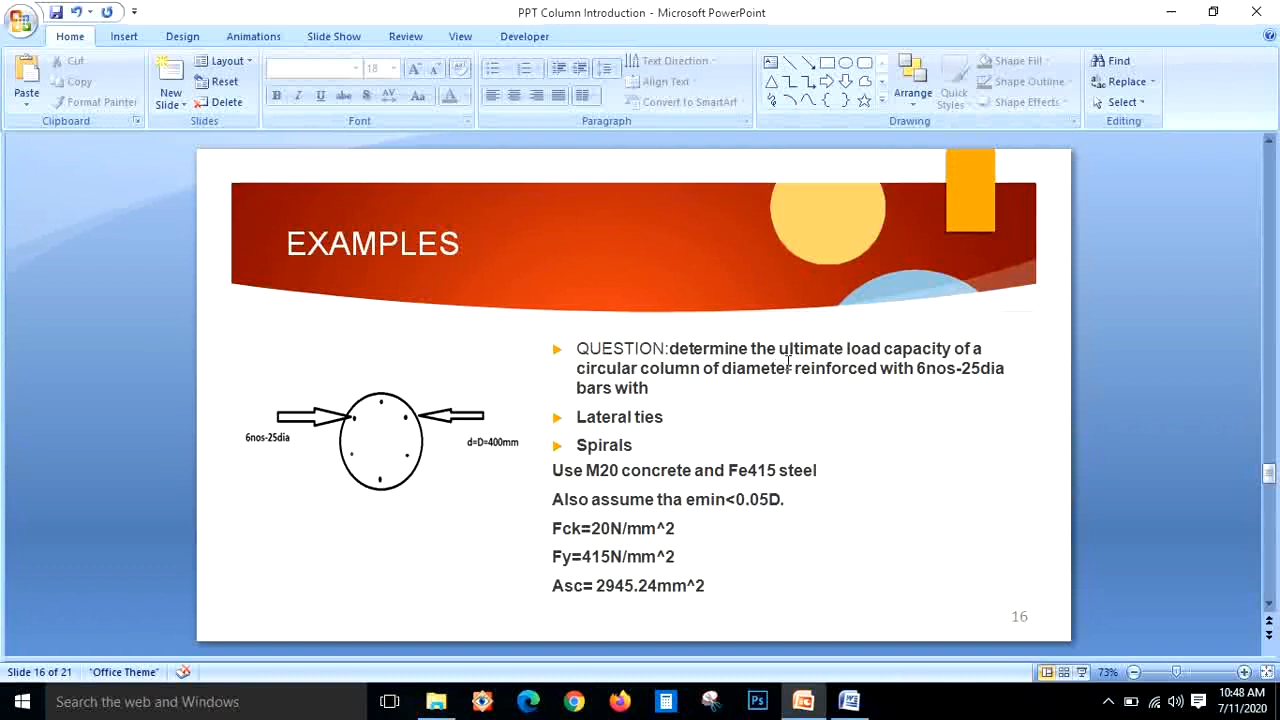 PPT Column Introduction - Microsoft PowerPoint
Home Insert Design Animations Slide Show Review View Developer
Paste
Cut
Copy
Format Painter
Clipboard
New Slide
Layout
Reset
Delete
Slides
18
B I U abe S AV Aa A
Font
Text Direction
Align Text
Convert to SmartArt
Paragraph
Arrange
Quick Styles
Shape Fill
Shape Outline
Shape Effects
Drawing
Find
Replace
Select
Editing
EXAMPLES
QUESTION:determine the ultimate load capacity of a
circular column of diameter reinforced with 6nos-25dia
bars with
Lateral ties
Spirals
Use M20 concrete and Fe415 steel
Also assume tha emin<0.05D.
Fck=20N/mm^2
Fy=415N/mm^2
Asc= 2945.24mm^2
6nos-25dia
d=D=400mm
16
Slide 16 of 21 "Office Theme" 73%
Search the web and Windows
10:48 AM
7/11/2020